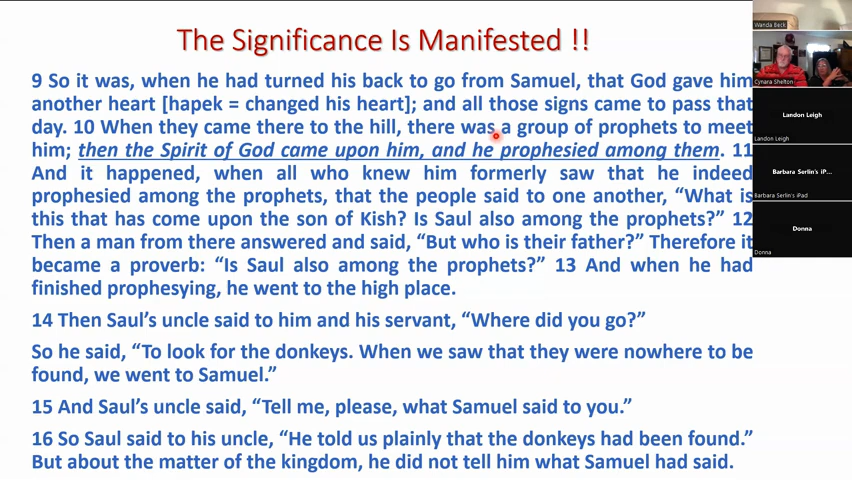 The Significance Is Manifested !!
9 So it was, when he had turned his back to go from Samuel, that God gave him
another heart [hapek = changed his heart]; and all those signs came to pass that
day. 10 When they came there to the hill, there was a group of prophets to meet
him; then the Spirit of God came upon him, and he prophesied among them. 11
And it happened, when all who knew him formerly saw that he indeed
prophesied among the prophets, that the people said to one another, “What is
this that has come upon the son of Kish? Is Saul also among the prophets?” 12
Then a man from there answered and said, “But who is their father?” Therefore it
became a proverb: “Is Saul also among the prophets?” 13 And when he had
finished prophesying, he went to the high place.
14 Then Saul’s uncle said to him and his servant, “Where did you go?”
So he said, “To look for the donkeys. When we saw that they were nowhere to be
found, we went to Samuel.”
15 And Saul’s uncle said, “Tell me, please, what Samuel said to you.”
16 So Saul said to his uncle, “He told us plainly that the donkeys had been found.”
But about the matter of the kingdom, he did not tell him what Samuel had said.
Wanda Beck
Cynara Shelton
Landon Leigh
Landon Leigh
Barbara Serlin's iP...
Barbara Serlin's iPad
Donna
Donna